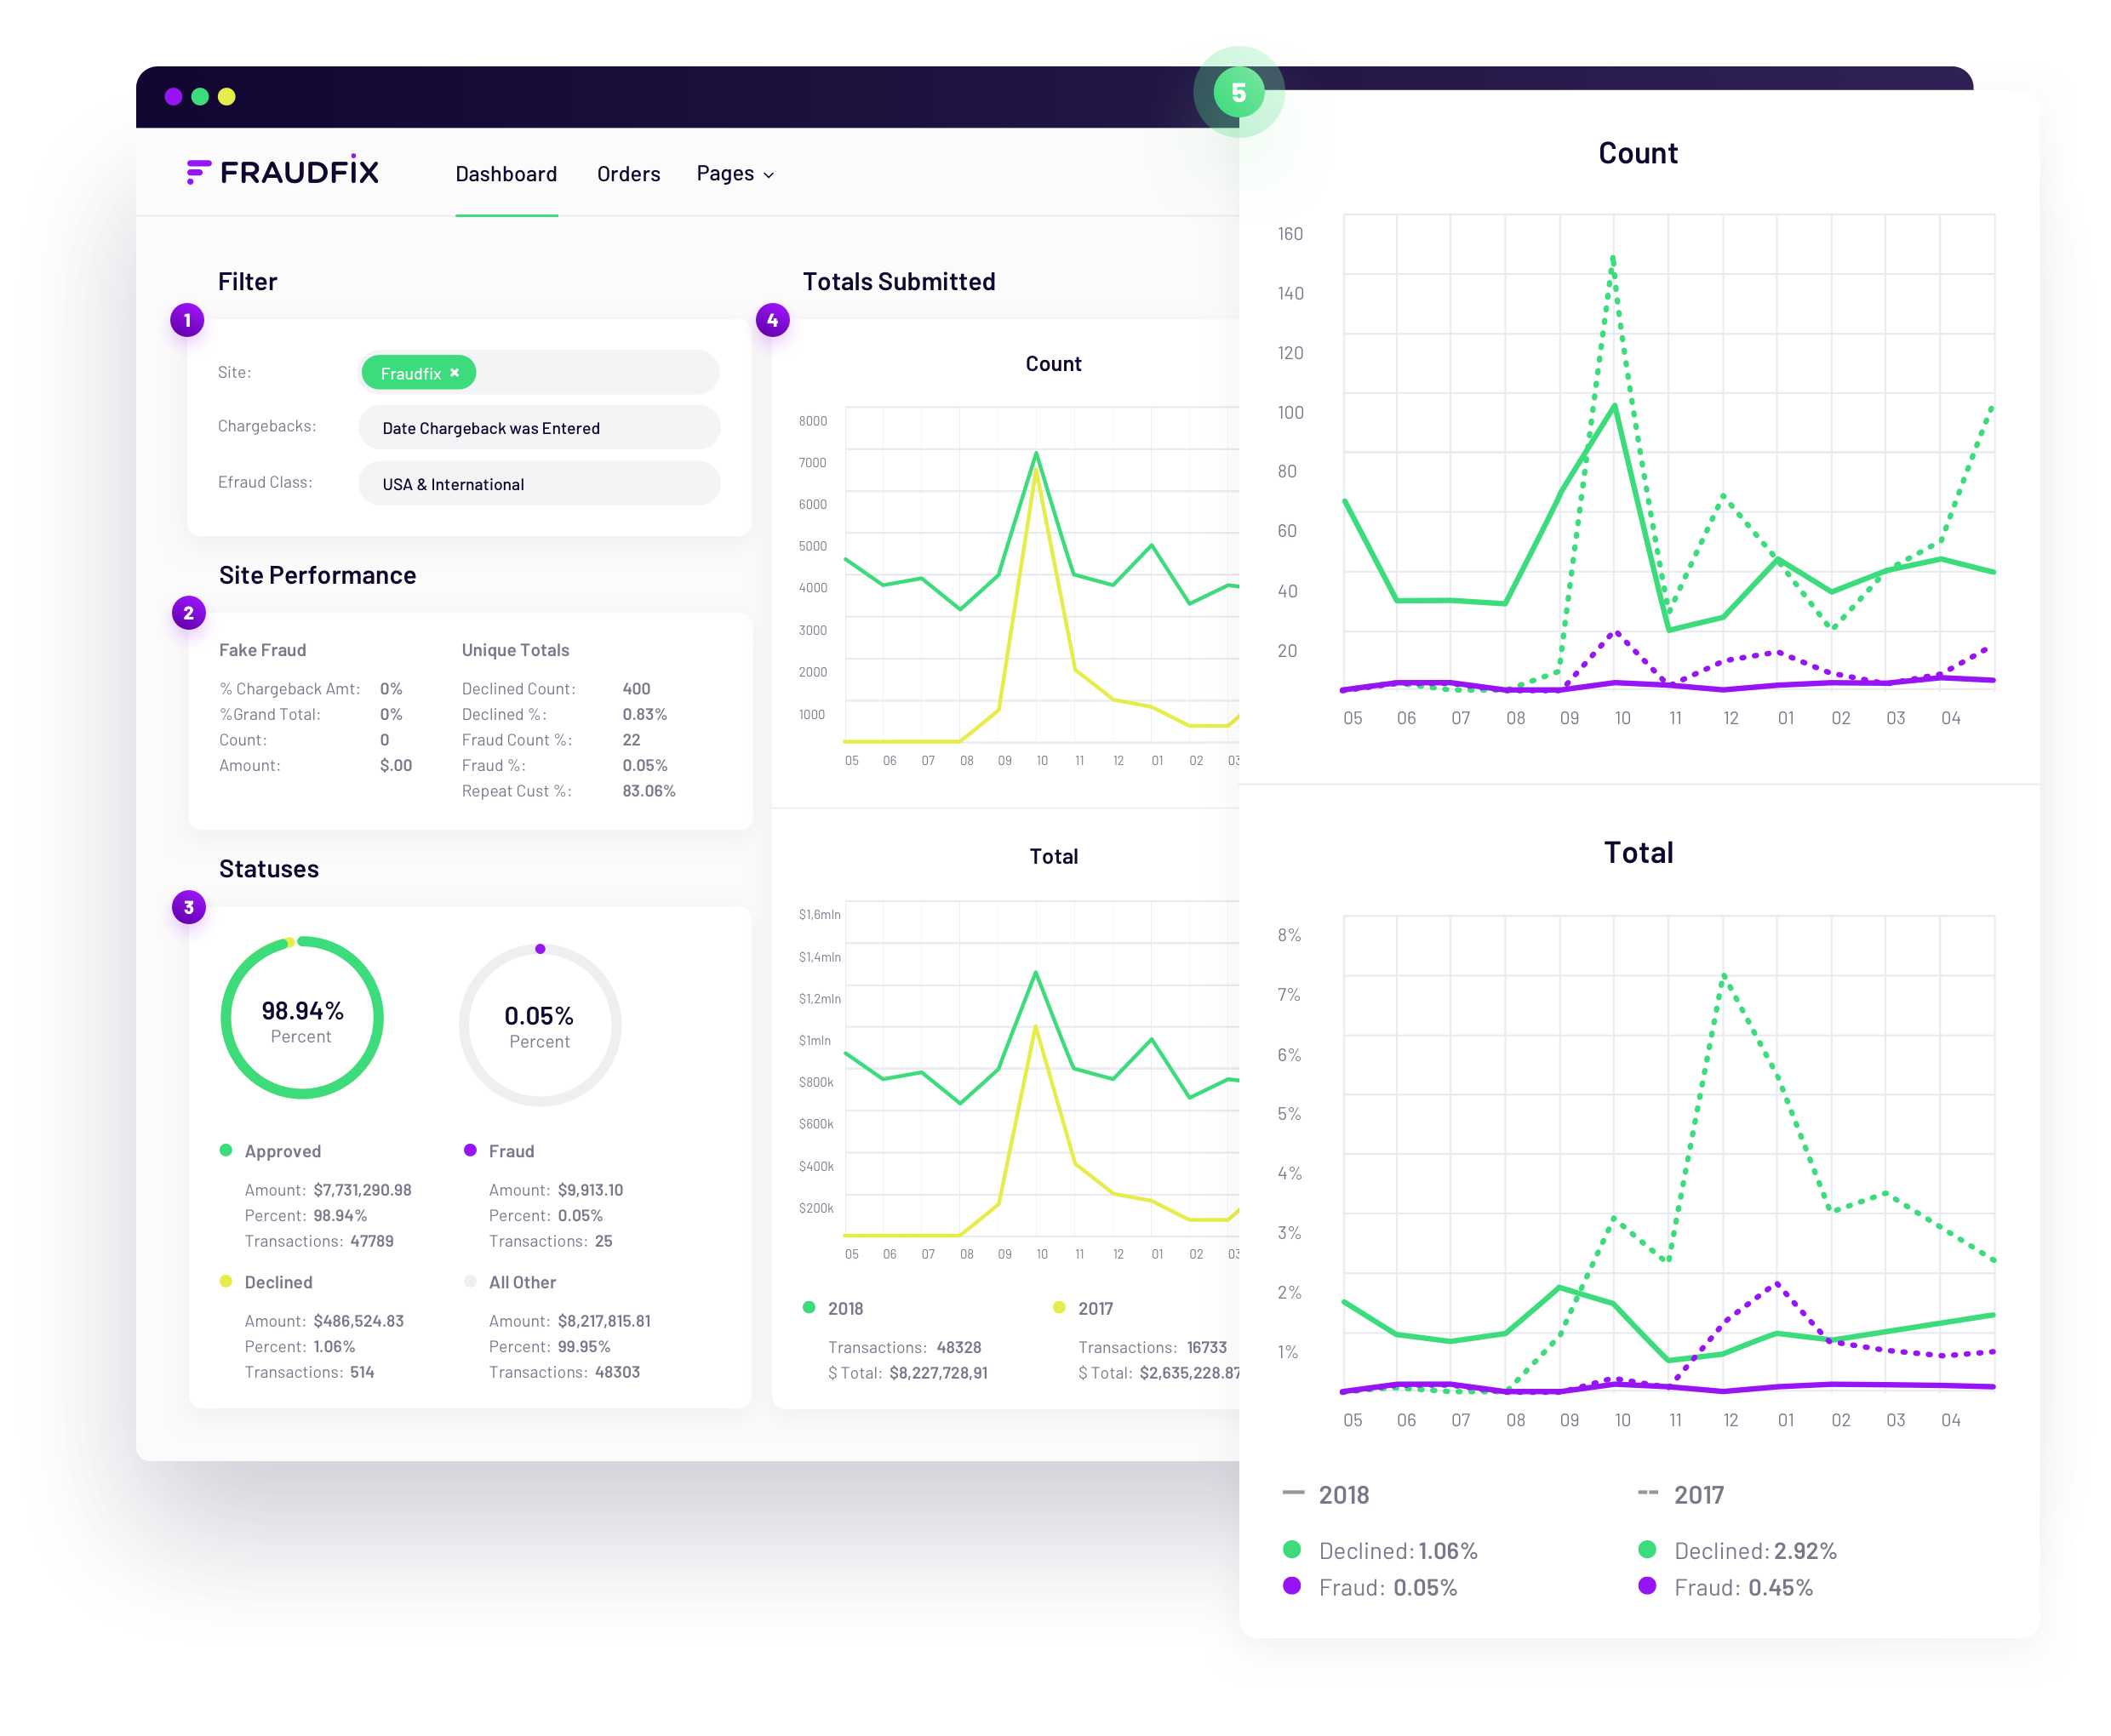 5
FRAUDFIX
Dashboard Orders Pages
Filter
1
Site: Fraudfix ×
Chargebacks: Date Chargeback was Entered
Efraud Class: USA & International
Site Performance
2
Fake Fraud Unique Totals
% Chargeback Amt: 0% Declined Count: 400
%Grand Total: 0% Declined %: 0.83%
Count: 0 Fraud Count %: 22
Amount: $.00 Fraud %: 0.05%
Repeat Cust %: 83.06%
Statuses
3
98.94%
Percent
0.05%
Percent
Approved
Amount: $7,731,290.98
Percent: 98.94%
Transactions: 47789
Fraud
Amount: $9,913.10
Percent: 0.05%
Transactions: 25
Declined
Amount: $486,524.83
Percent: 1.06%
Transactions: 514
All Other
Amount: $8,217,815.81
Percent: 99.95%
Transactions: 48303
Totals Submitted
4
Count
8000
7000
6000
5000
4000
3000
2000
1000
05 06 07 08 09 10 11 12 01 02 03
Total
$1,6mln
$1,4mln
$1,2mln
$1mln
$800k
$600k
$400k
$200k
05 06 07 08 09 10 11 12 01 02 03
2018
Transactions: 48328
$ Total: $8,227,728,91
2017
Transactions: 16733
$ Total: $2,635,228.87
Count
160
140
120
100
80
60
40
20
05 06 07 08 09 10 11 12 01 02 03 04
Total
8%
7%
6%
5%
4%
3%
2%
1%
05 06 07 08 09 10 11 12 01 02 03 04
2018
Declined: 1.06%
Fraud: 0.05%
2017
Declined: 2.92%
Fraud: 0.45%